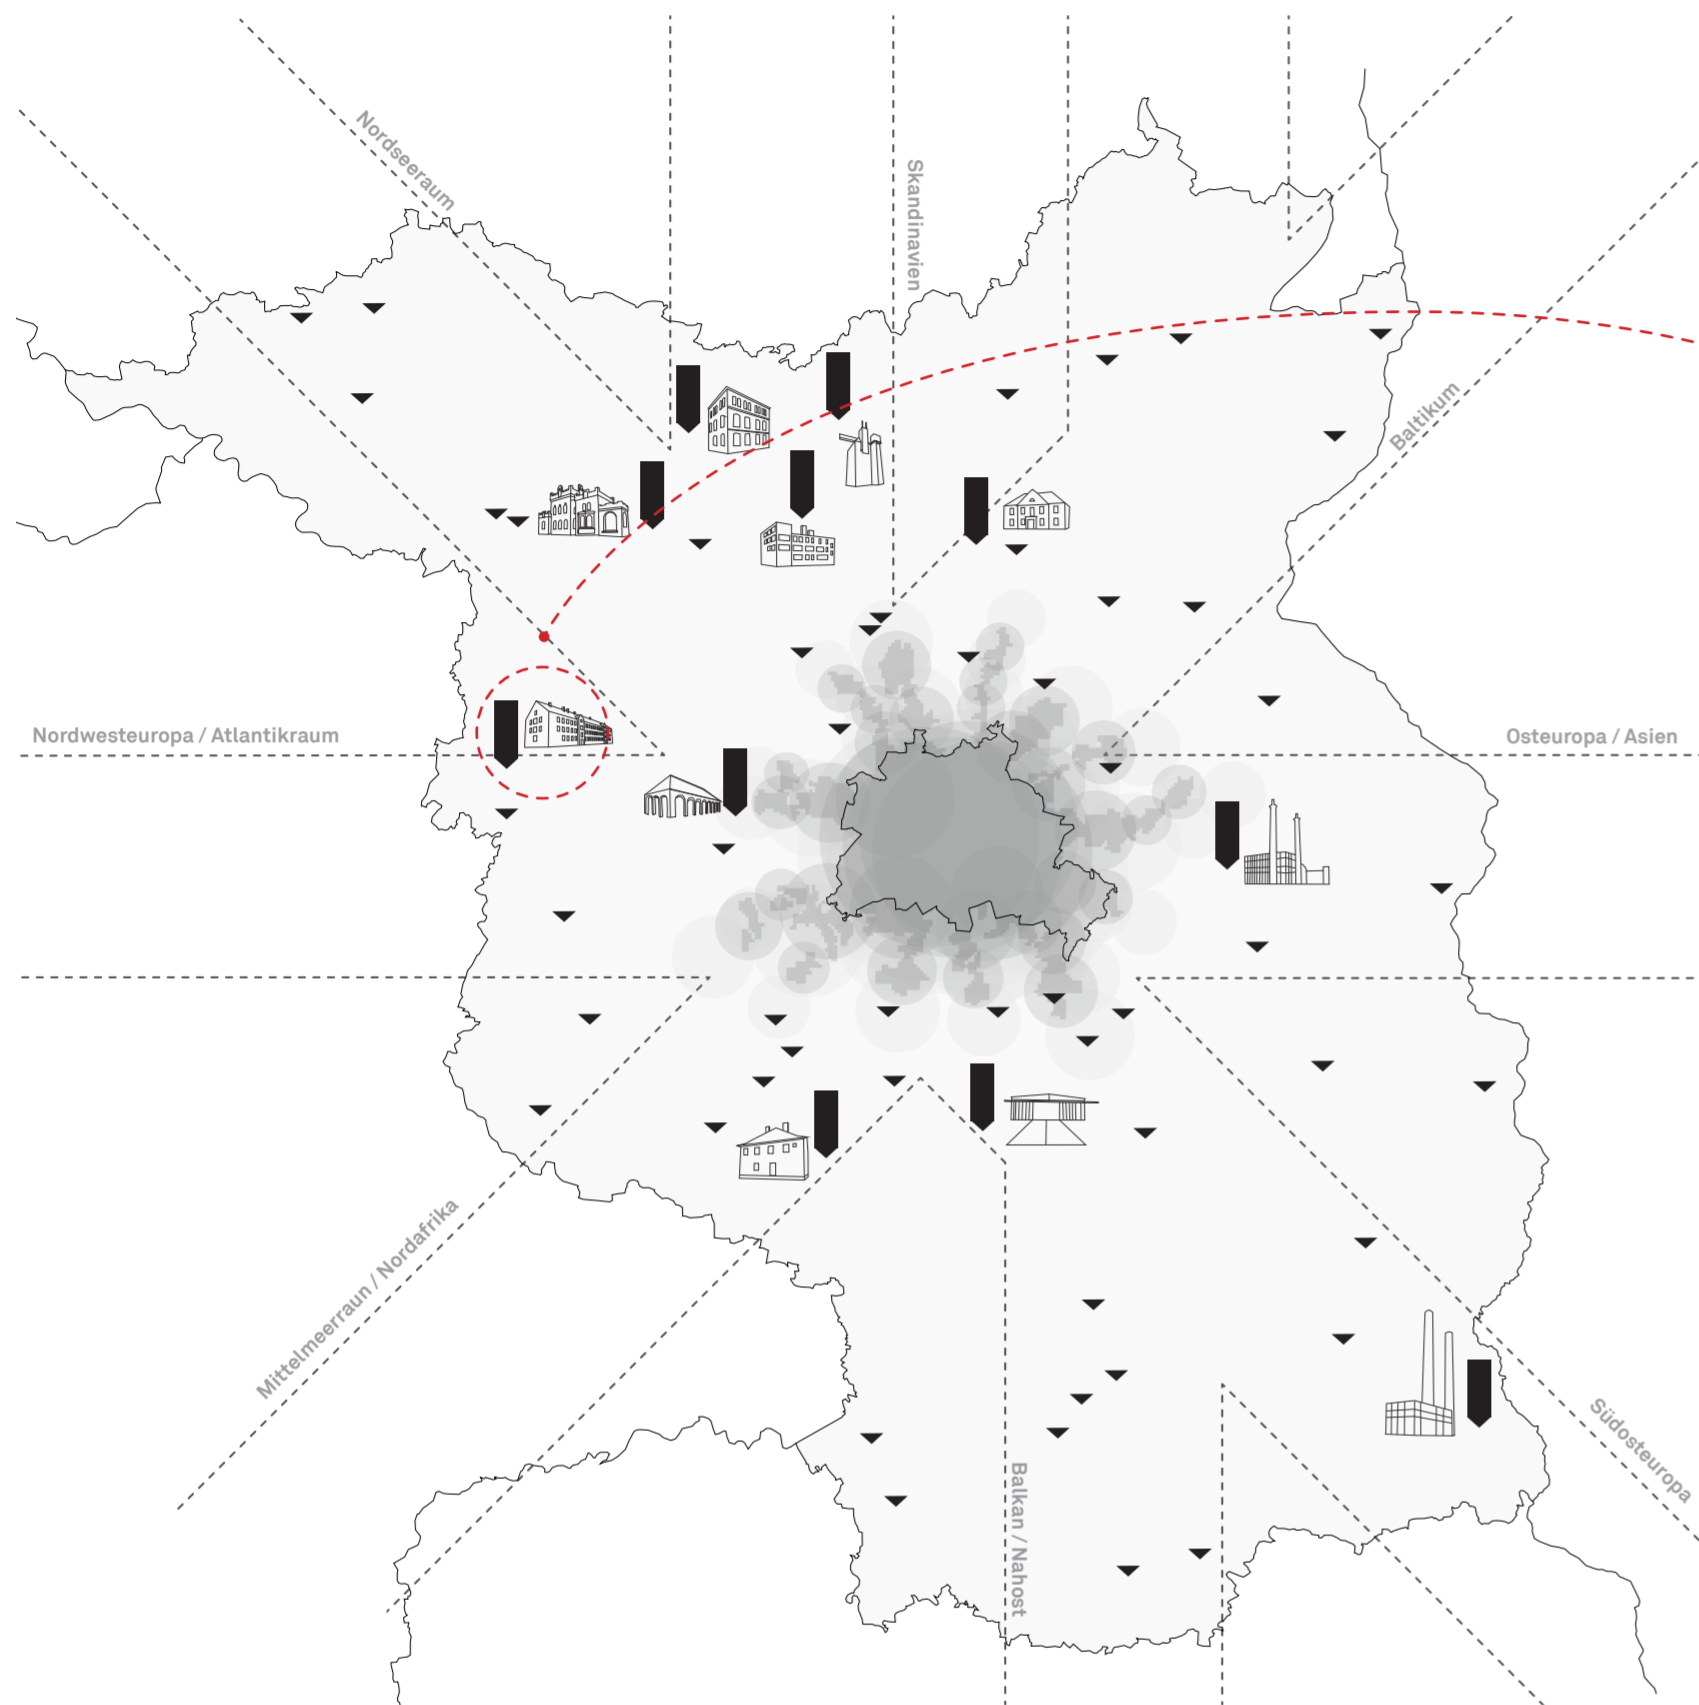 Nordseeraum
Skandinavien
Baltikum
Nordwesteuropa / Atlantikraum
Osteuropa / Asien
Mittelmeerraun / Nordafrika
Balkan / Nahost
Südosteuropa